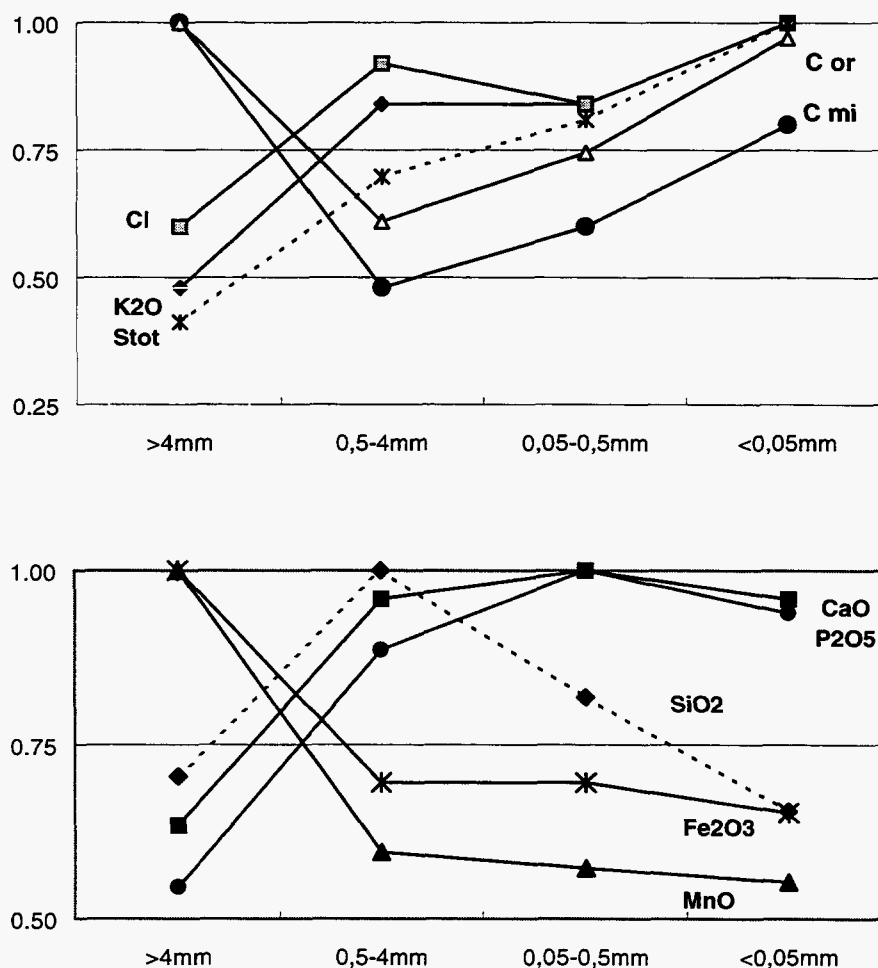 1.00
C or
C mi
0.75
Cl
0.50
K2O
Stot
0.25
>4mm 0,5-4mm 0,05-0,5mm <0,05mm
1.00
CaO
P2O5
SiO2
0.75
Fe2O3
MnO
0.50
>4mm 0,5-4mm 0,05-0,5mm <0,05mm